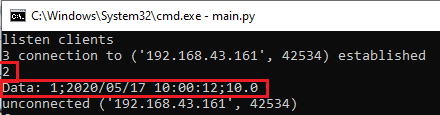 C:\Windows\System32\cmd.exe - main.py
listen clients
3 connection to ('192.168.43.161', 42534) established
2
Data: 1;2020/05/17 10:00:12;10.0
unconnected ('192.168.43.161', 42534)